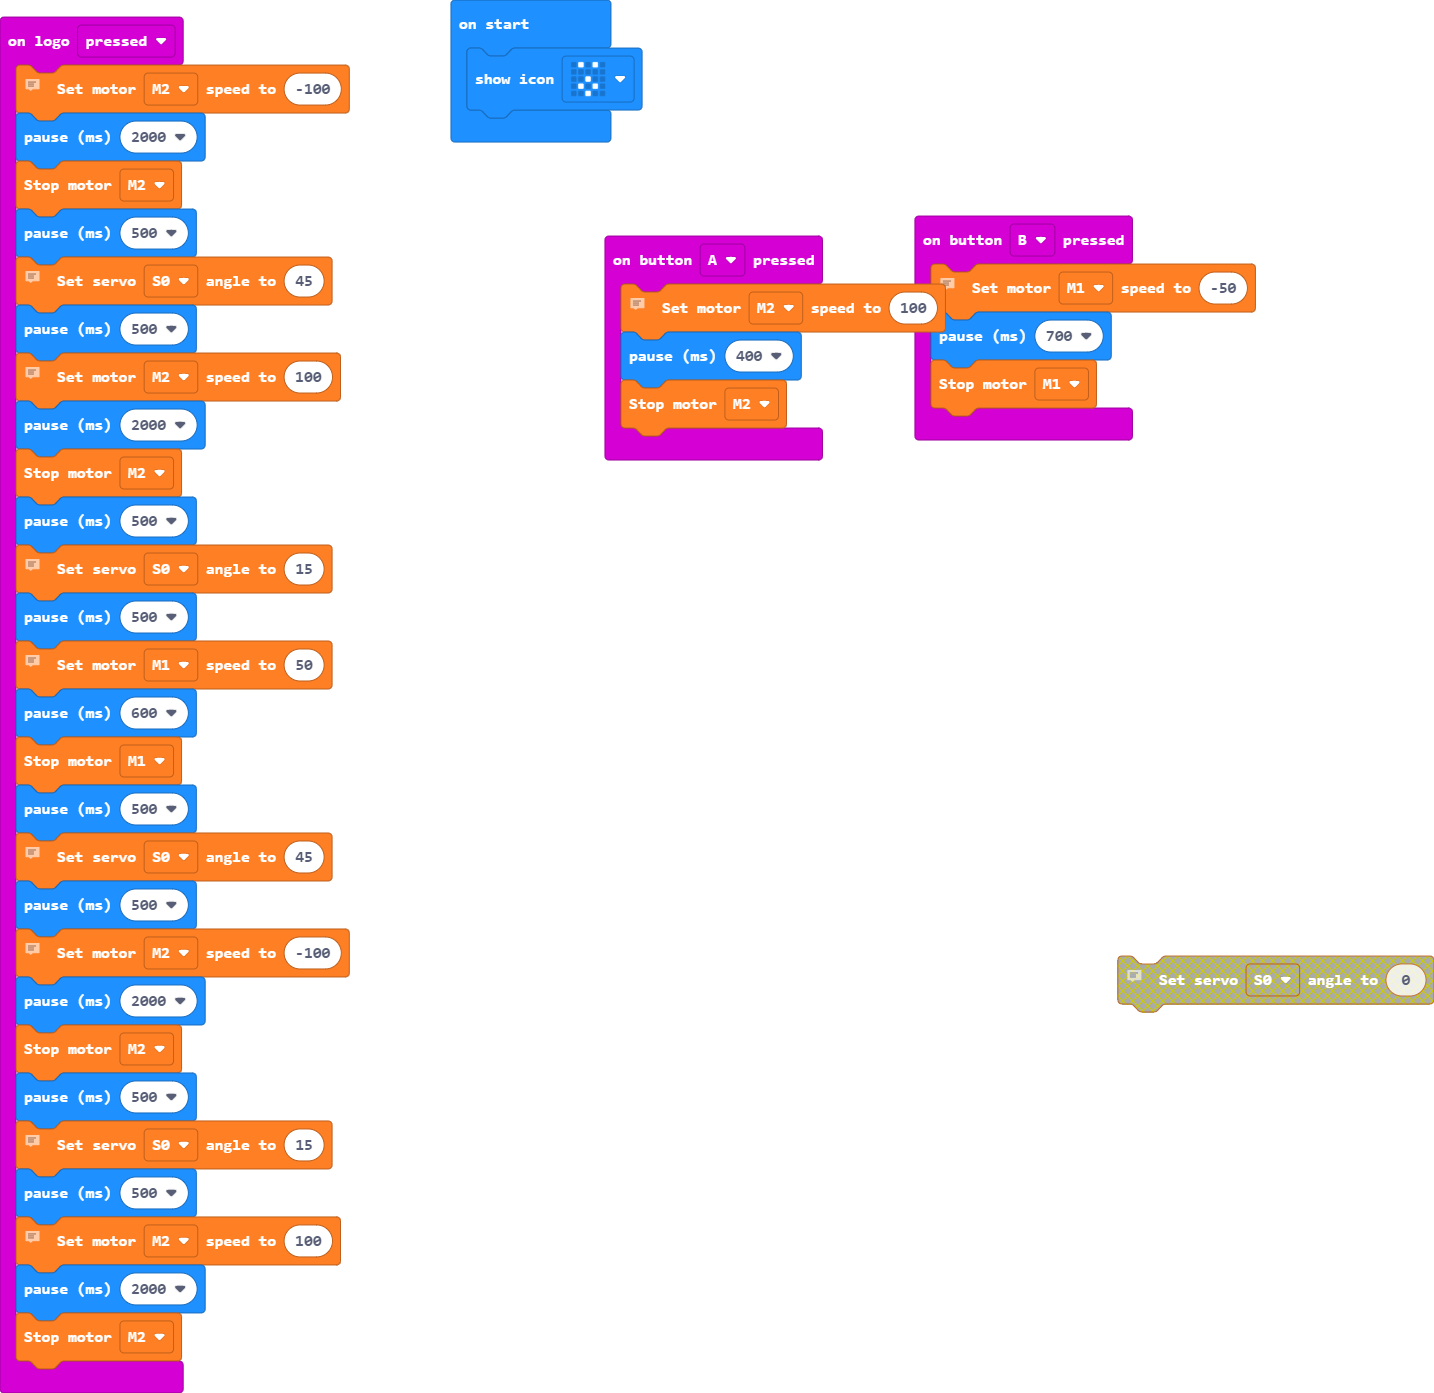 on logo pressed
Set motor M2 speed to -100
pause (ms) 2000
Stop motor M2
pause (ms) 500
Set servo S0 angle to 45
pause (ms) 500
Set motor M2 speed to 100
pause (ms) 2000
Stop motor M2
pause (ms) 500
Set servo S0 angle to 15
pause (ms) 500
Set motor M1 speed to 50
pause (ms) 600
Stop motor M1
pause (ms) 500
Set servo S0 angle to 45
pause (ms) 500
Set motor M2 speed to -100
pause (ms) 2000
Stop motor M2
pause (ms) 500
Set servo S0 angle to 15
pause (ms) 500
Set motor M2 speed to 100
pause (ms) 2000
Stop motor M2
on start
show icon
on button A pressed
Set motor M2 speed to 100
pause (ms) 400
Stop motor M2
on button B pressed
Set motor M1 speed to -50
pause (ms) 700
Stop motor M1
Set servo S0 angle to 0